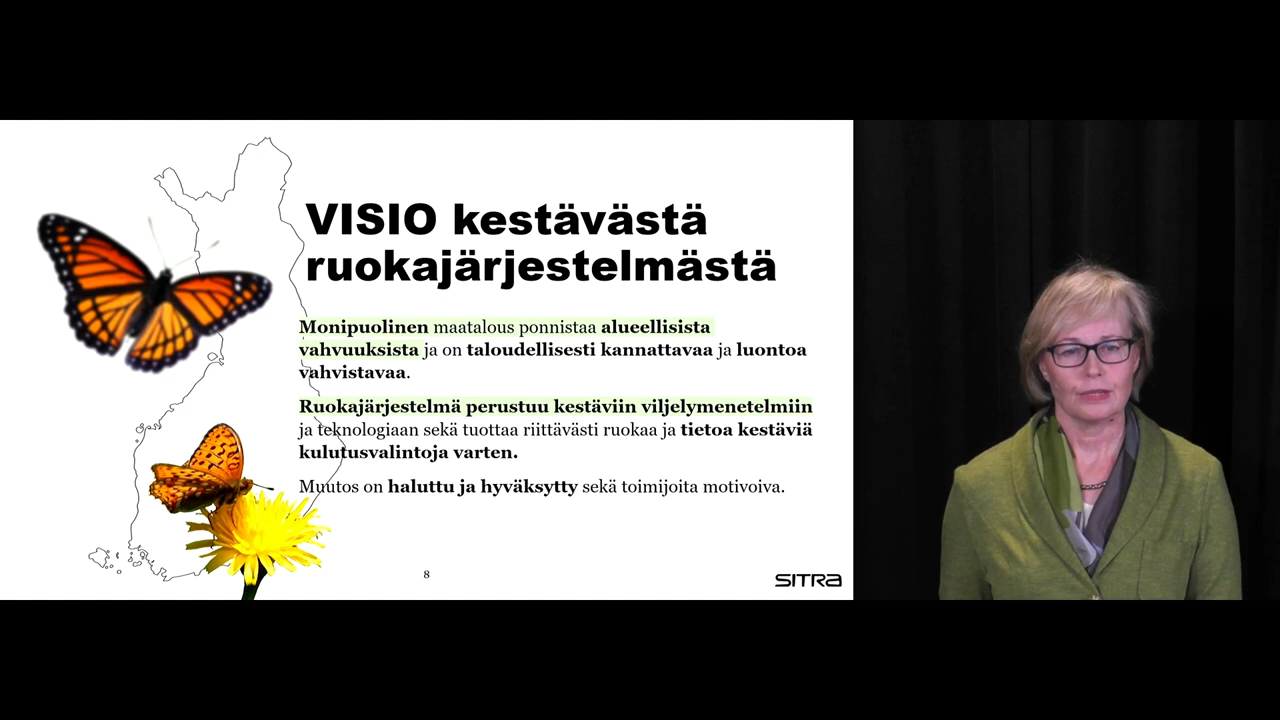 VISIO kestävästä
ruokajärjestelmästä
Monipuolinen maatalous ponnistaa alueellisista
vahvuuksista ja on taloudellisesti kannattavaa ja luontoa
vahvistavaa.
Ruokajärjestelmä perustuu kestäviin viljelymenetelmiin
ja teknologiaan sekä tuottaa riittävästi ruokaa ja tietoa kestäviä
kulutusvalintoja varten.
Muutos on haluttu ja hyväksytty sekä toimijoita motivoiva.
8
SITRA